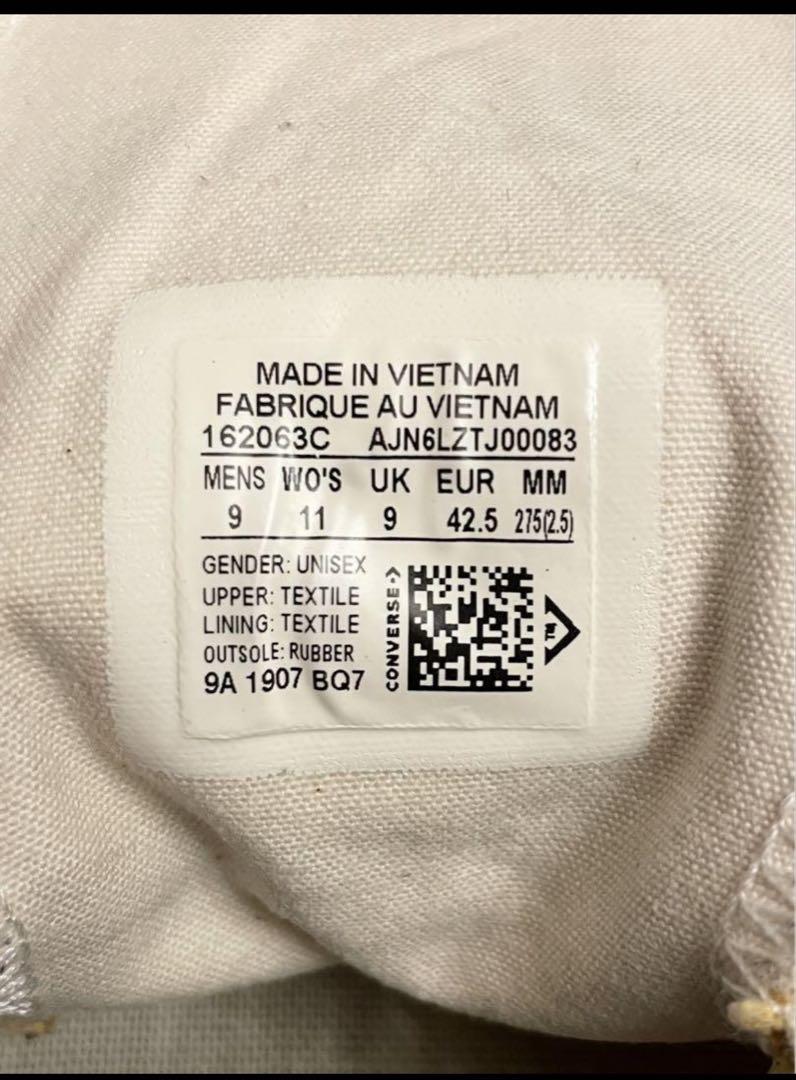 MADE IN VIETNAM
FABRIQUE AU VIETNAM
162063C AJN6LZTJ00083
MENS WO'S UK EUR MM
9 11 9 42.5 275(2.5)
GENDER: UNISEX
UPPER: TEXTILE
LINING: TEXTILE
OUTSOLE: RUBBER
9A 1907 BQ7
CONVERSE
TM